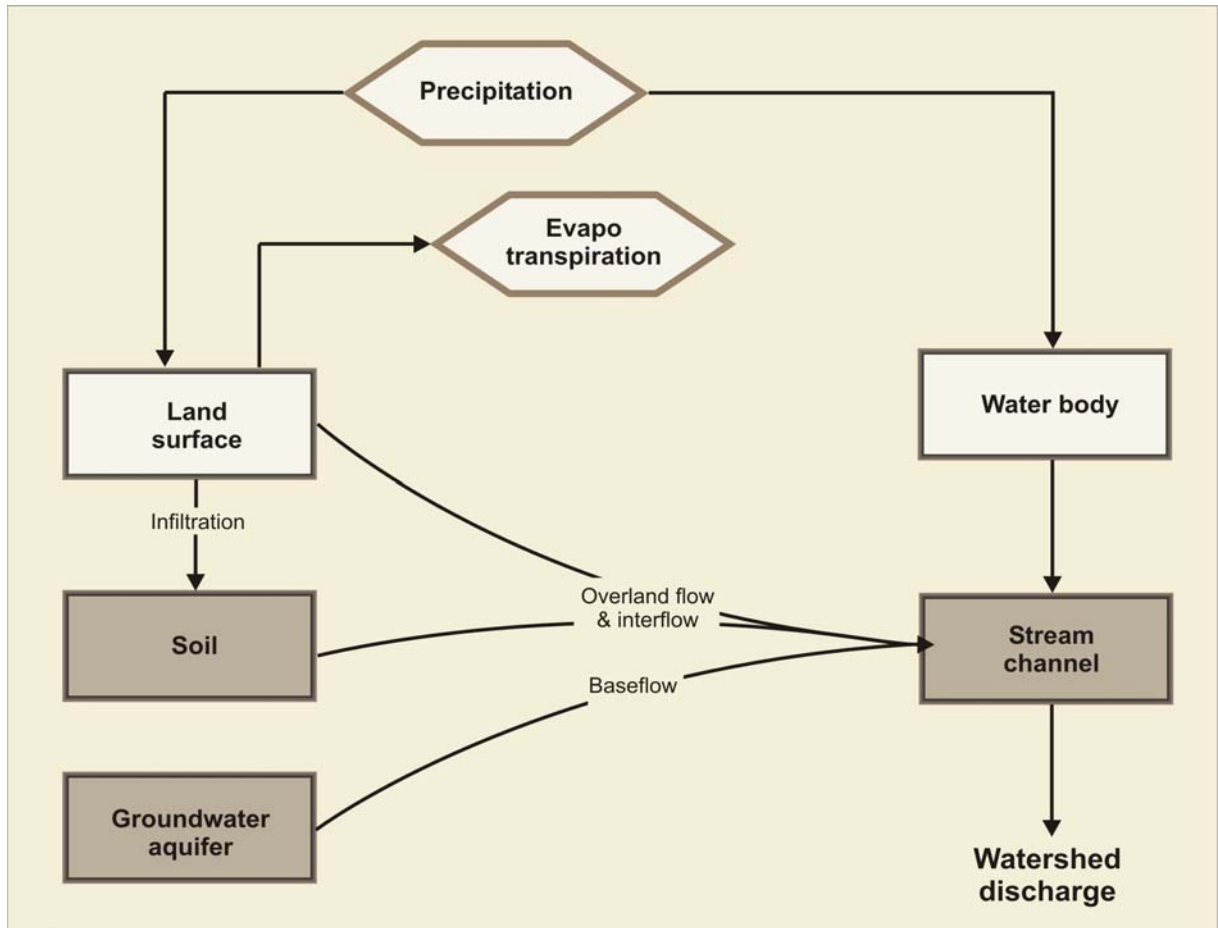 Precipitation
Evapo
transpiration
Land
surface
Water body
Infiltration
Overland flow
& interflow
Soil
Stream
channel
Baseflow
Groundwater
aquifer
Watershed
discharge